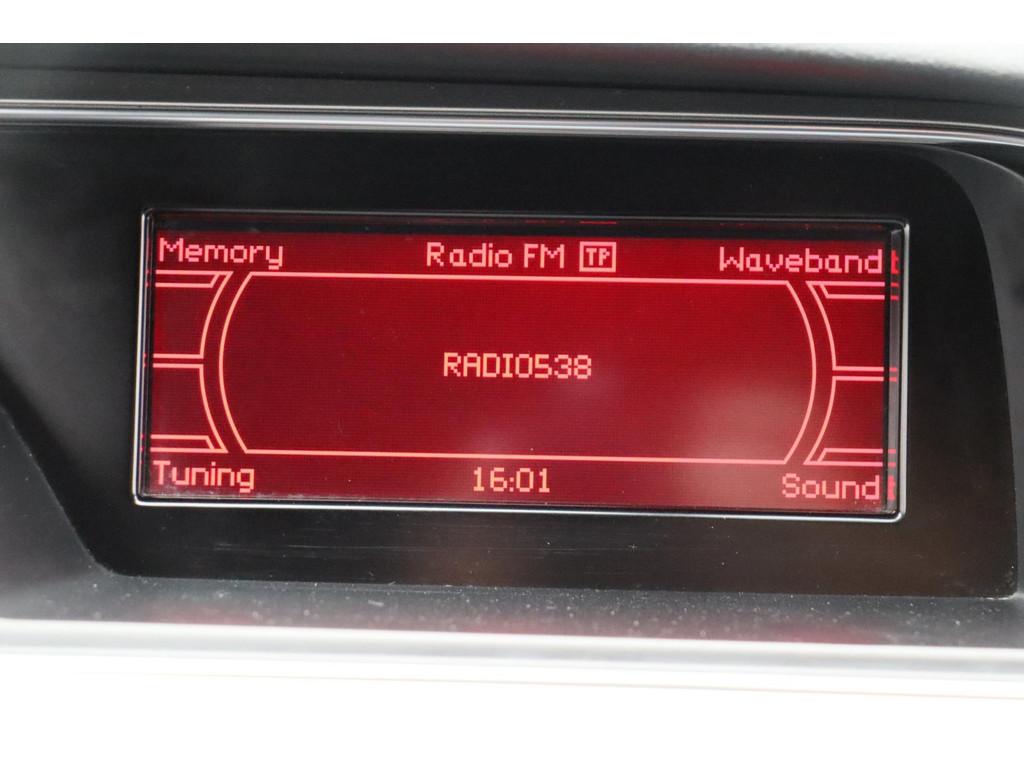 Memory Radio FM TP Waveband
RADIO538
Tuning 16:01 Sound